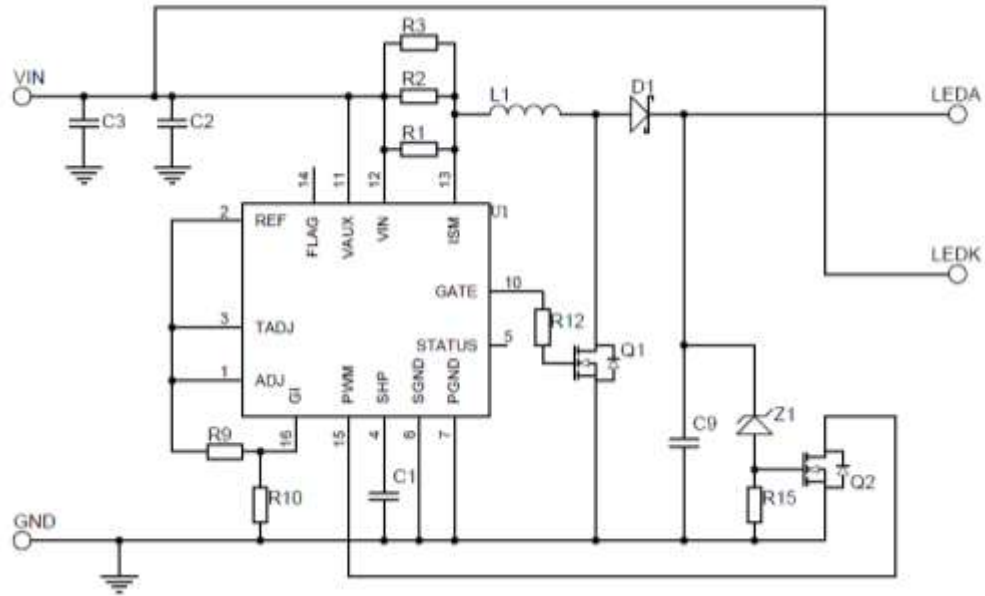 R3
VIN
R2
L1
D1
LEDA
C3
C2
R1
14
11
12
13
U1
2
REF
FLAG
VAUX
VIN
ISM
LEDK
GATE
10
R12
3
TADJ
STATUS
5
Q1
1
ADJ
GI
PWM
SHP
SGND
PGND
R9
16
15
4
6
7
C9
Z1
C1
R10
R15
Q2
GND